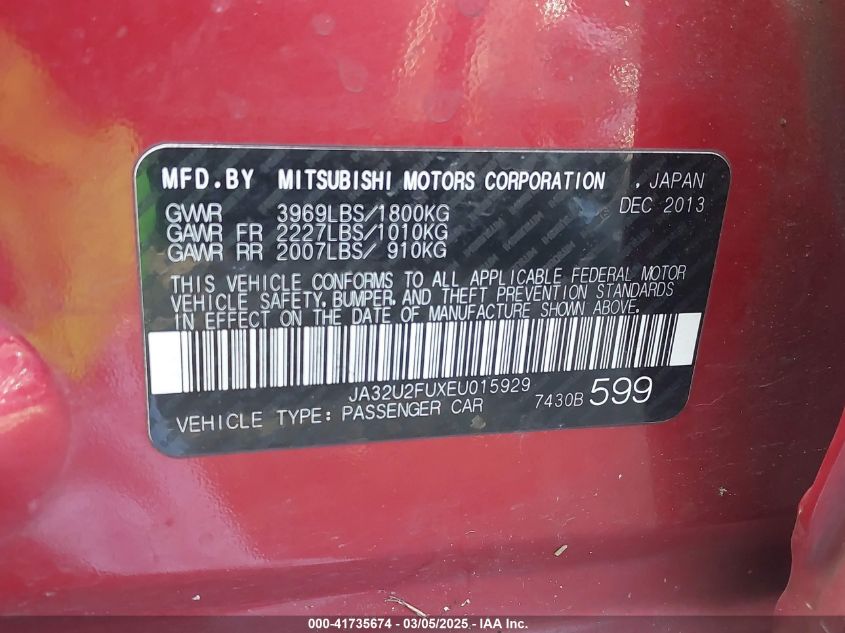 MFD.BY MITSUBISHI MOTORS CORPORATION , JAPAN
DEC 2013
GVWR 3969LBS/1800KG
GAWR FR 2227LBS/1010KG
GAWR RR 2007LBS/ 910KG
THIS VEHICLE CONFORMS TO ALL APPLICABLE FEDERAL MOTOR
VEHICLE SAFETY, BUMPER, AND THEFT PREVENTION STANDARDS
IN EFFECT ON THE DATE OF MANUFACTURE SHOWN ABOVE.
JA32U2FUXEU015929
VEHICLE TYPE: PASSENGER CAR 7430B 599
000-41735674 - 03/05/2025 - IAA Inc.